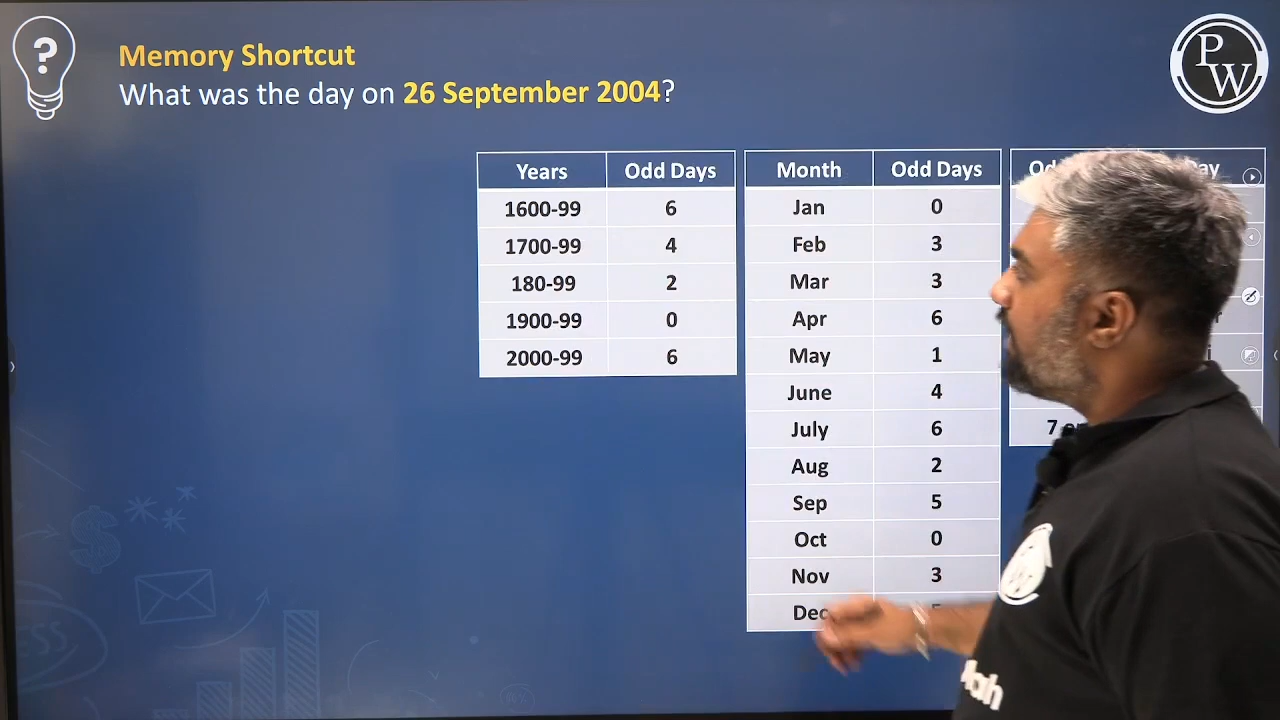 Memory Shortcut
What was the day on 26 September 2004?
PW
Years Odd Days
1600-99 6
1700-99 4
180-99 2
1900-99 0
2000-99 6
Month Odd Days
Jan 0
Feb 3
Mar 3
Apr 6
May 1
June 4
July 6
Aug 2
Sep 5
Oct 0
Nov 3
Dec
7